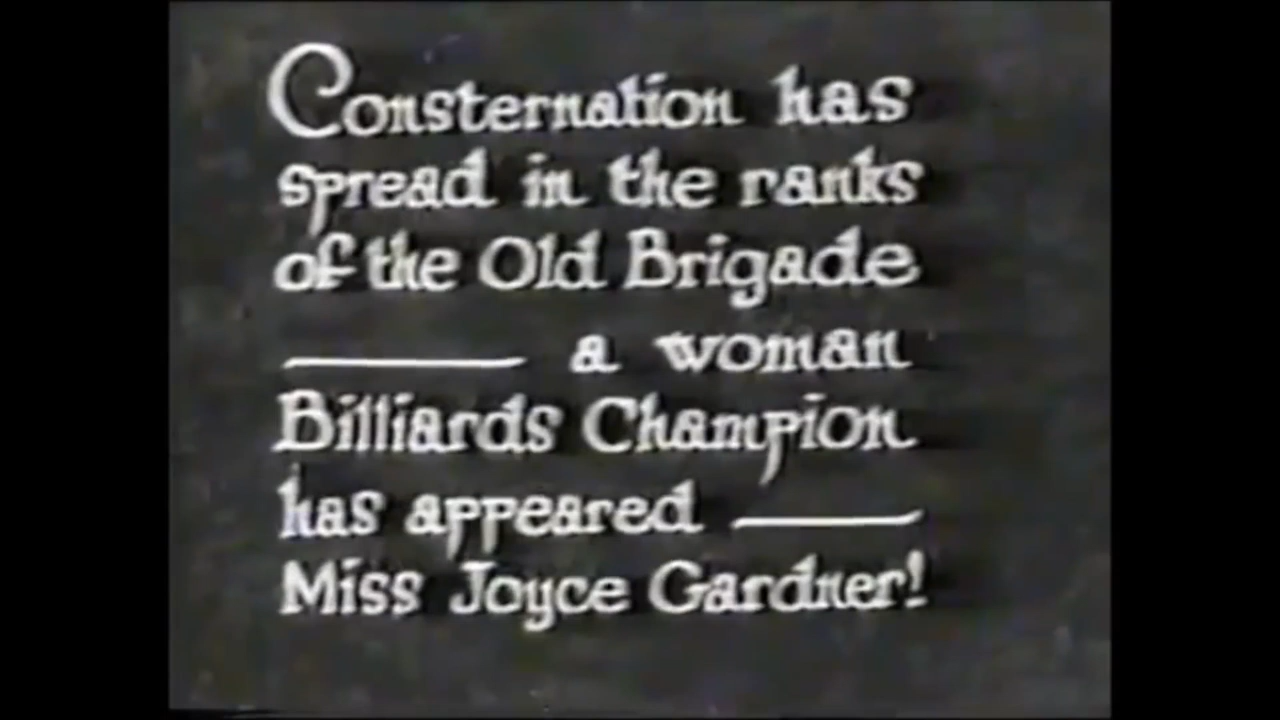 Consternation has
spread in the ranks
of the Old Brigade
——— a woman
Billiards Champion
has appeared ———
Miss Joyce Gardner!